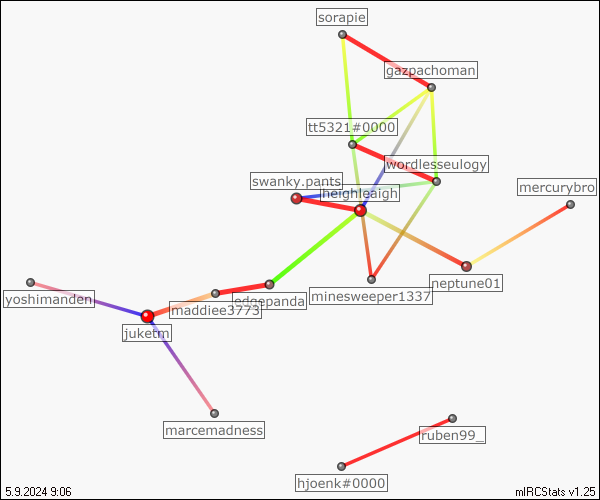 sorapie
gazpachoman
tt5321#0000
wordlesseulogy
swanky.pants
heighleaigh
mercurybro
neptune01
minesweeper1337
yoshimanden
edgepanda
maddiee3773
juketm
marcemadness
ruben99_
hjoenk#0000
5.9.2024 9:06
mIRCStats v1.25